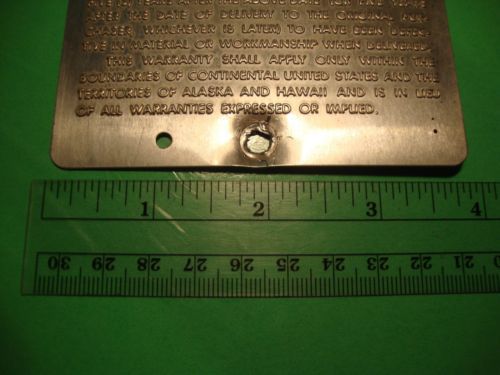 AFTER THE DATE OF DELIVERY TO THE ORIGINAL PUR-
CHASER, WHICHEVER IS LATER) TO HAVE BEEN DEFEC-
TIVE IN MATERIAL OR WORKMANSHIP WHEN DELIVERED.
THIS WARRANTY SHALL APPLY ONLY WITHIN THE
BOUNDARIES OF CONTINENTAL UNITED STATES AND THE
TERRITORIES OF ALASKA AND HAWAII AND IS IN LIEU
OF ALL WARRANTIES EXPRESSED OR IMPLIED.
1 2 3 4
30 29 28 27 26 25 24 23 22 21